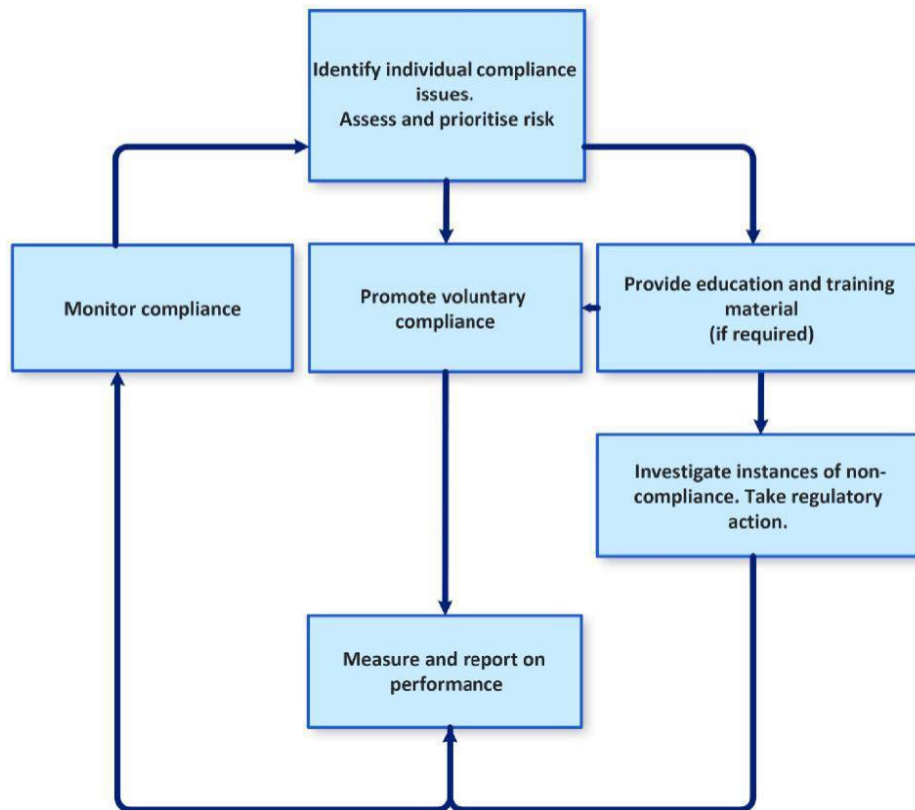 Identify individual compliance
issues.
Assess and prioritise risk
Monitor compliance
Promote voluntary
compliance
Provide education and training
material
(if required)
Investigate instances of non-
compliance. Take regulatory
action.
Measure and report on
performance